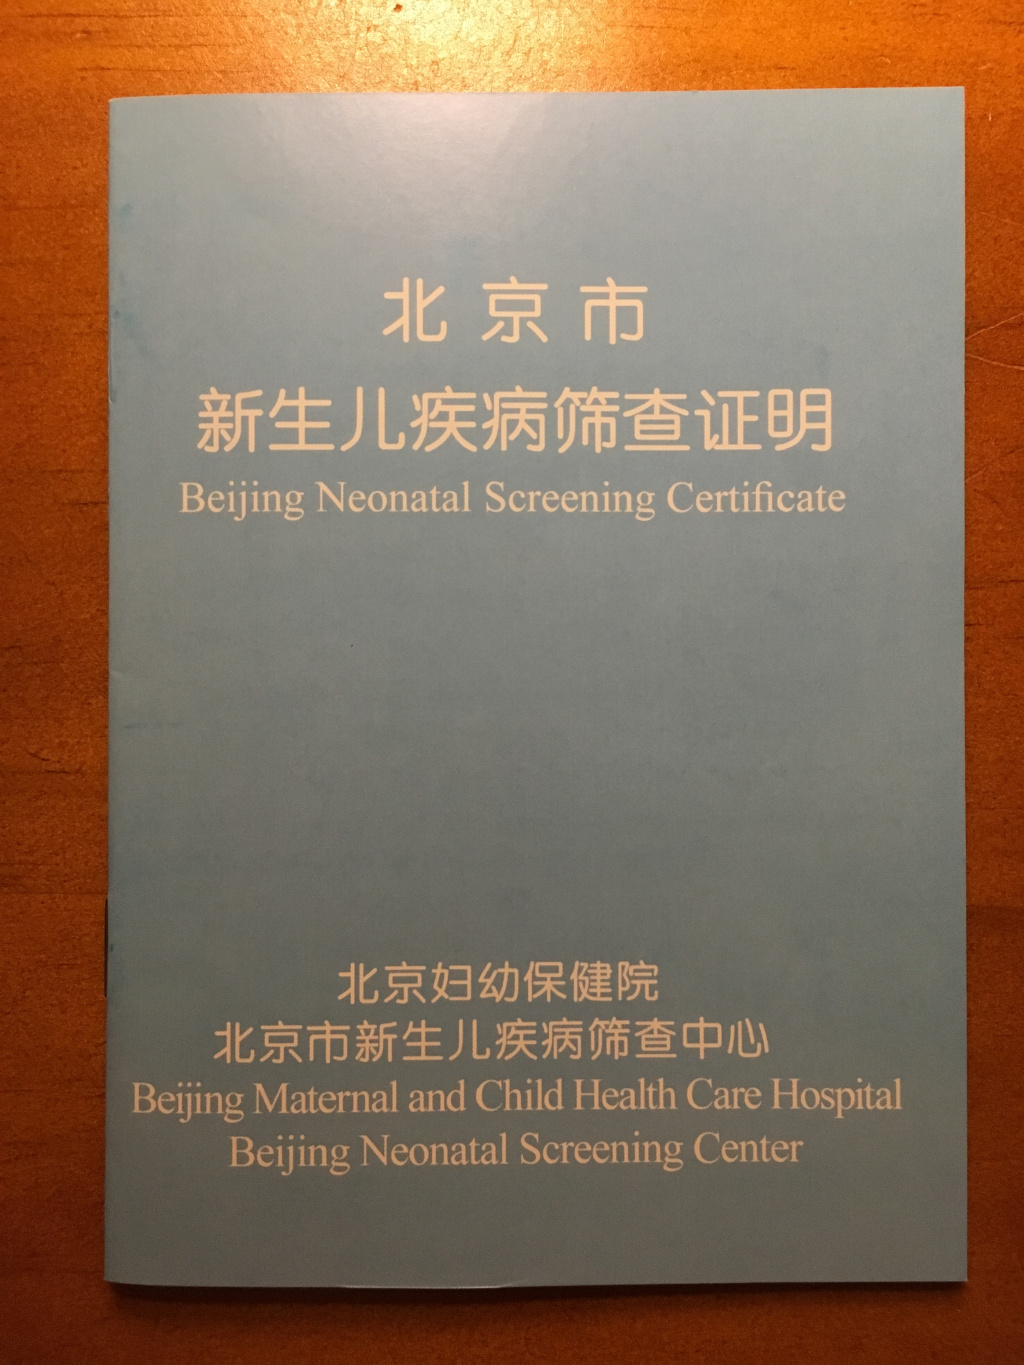 北京市
新生儿疾病筛查证明
Beijing Neonatal Screening Certificate
北京妇幼保健院
北京市新生儿疾病筛查中心
Beijing Maternal and Child Health Care Hospital
Beijing Neonatal Screening Center